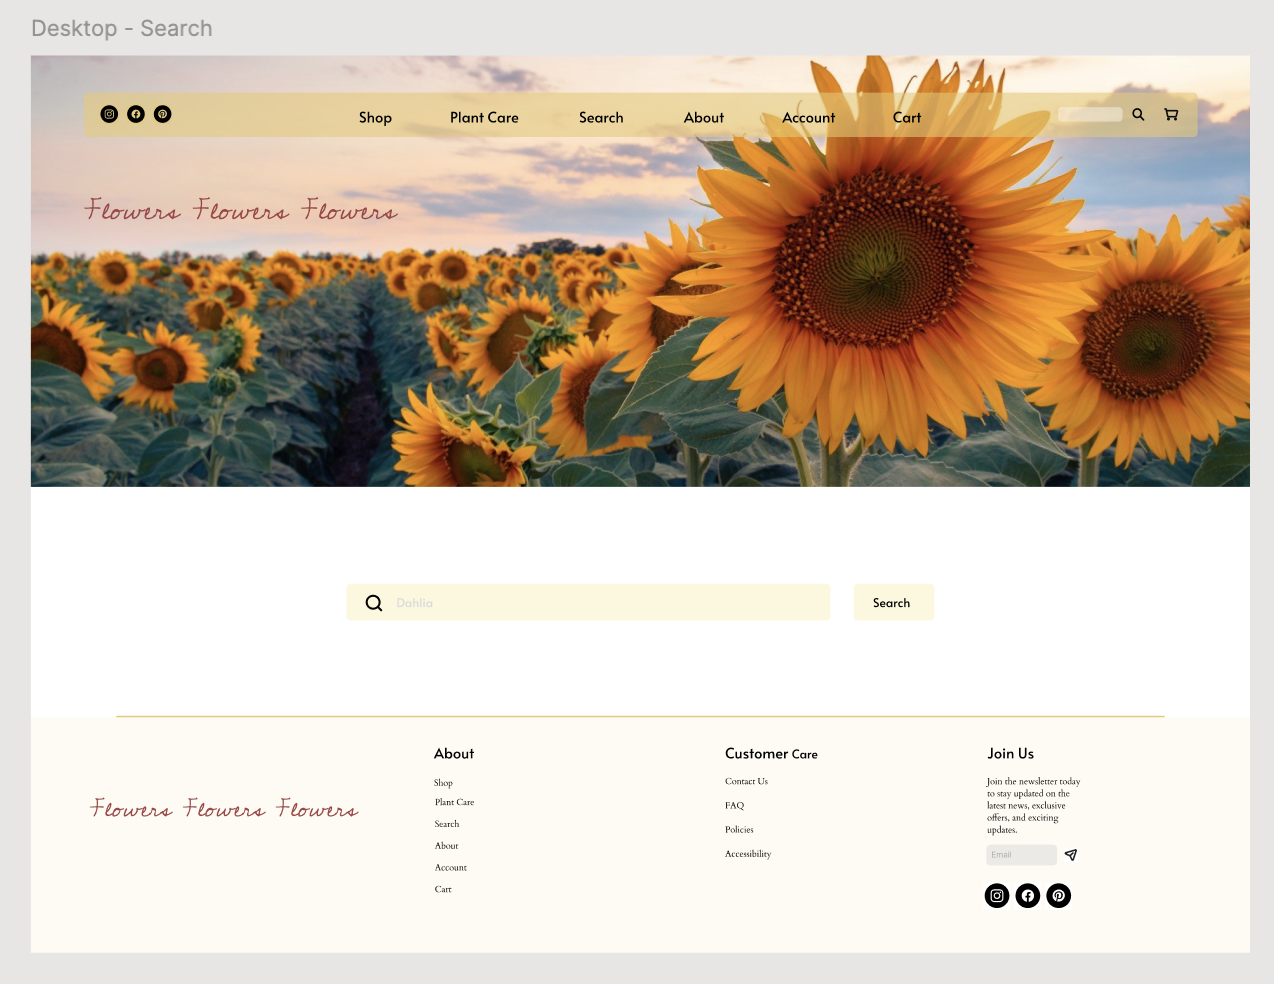 Desktop - Search
Shop Plant Care Search About Account Cart
Flowers Flowers Flowers
Dahlia
Search
Flowers Flowers Flowers
About
Shop
Plant Care
Search
About
Account
Cart
Customer Care
Contact Us
FAQ
Policies
Accessibility
Join Us
Join the newsletter today
to stay updated on the
latest news, exclusive
offers, and exciting
updates.
Email